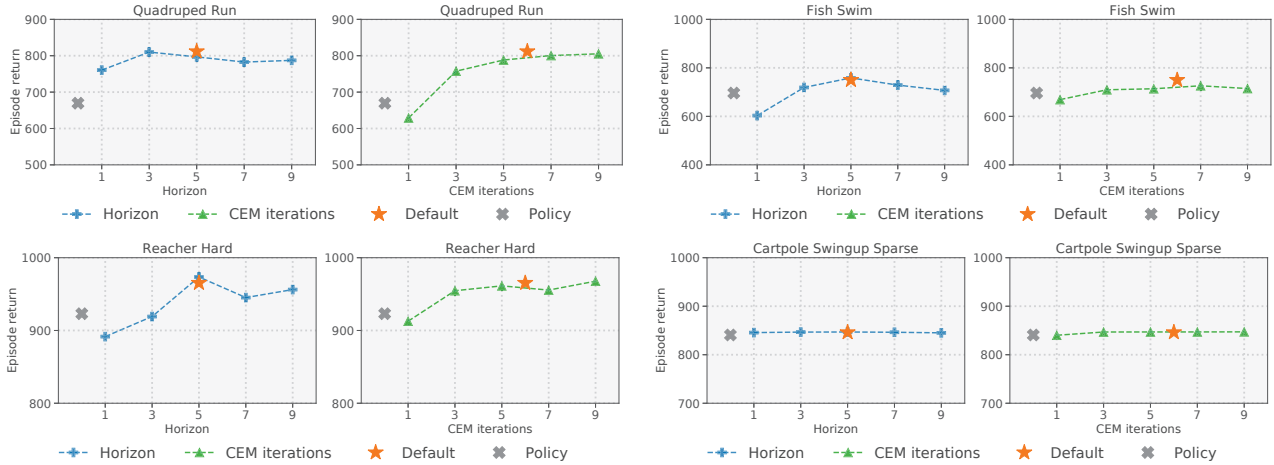 Quadruped Run
Episode return
900
800
700
600
500
1 3 5 7 9
Horizon
Quadruped Run
900
800
700
600
500
1 3 5 7 9
CEM iterations
Horizon CEM iterations Default Policy
Fish Swim
Episode return
1000
800
600
400
1 3 5 7 9
Horizon
Fish Swim
1000
800
600
400
1 3 5 7 9
CEM iterations
Horizon CEM iterations Default Policy
Reacher Hard
Episode return
1000
900
800
1 3 5 7 9
Horizon
Reacher Hard
1000
900
800
1 3 5 7 9
CEM iterations
Horizon CEM iterations Default Policy
Cartpole Swingup Sparse
Episode return
1000
900
800
700
1 3 5 7 9
Horizon
Cartpole Swingup Sparse
1000
900
800
700
1 3 5 7 9
CEM iterations
Horizon CEM iterations Default Policy